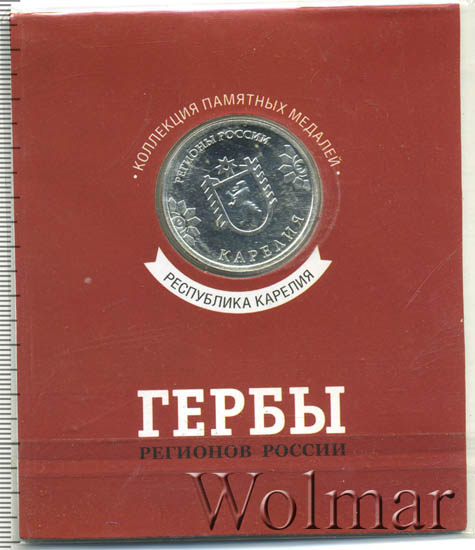 • КОЛЛЕКЦИЯ ПАМЯТНЫХ МЕДАЛЕЙ •
РЕГИОНЫ РОССИИ
КАРЕЛИЯ
РЕСПУБЛИКА КАРЕЛИЯ
ГЕРБЫ
РЕГИОНОВ РОССИИ
Wolmar